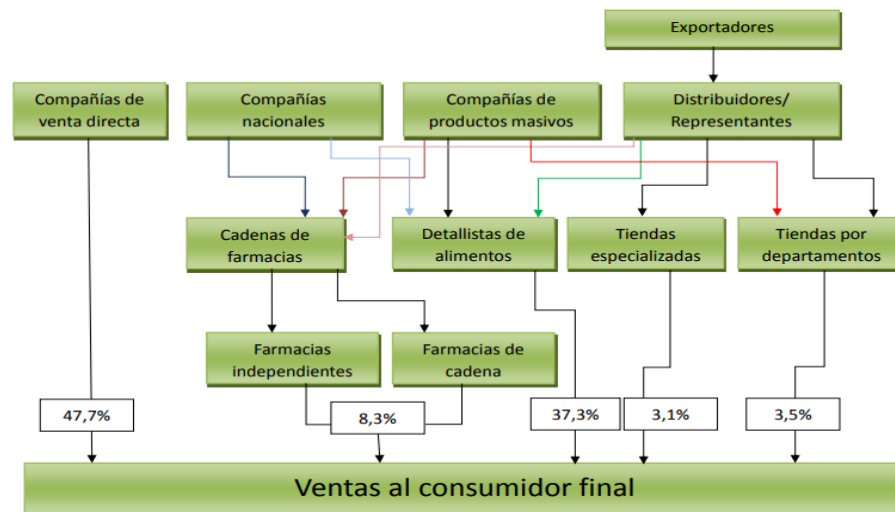 Exportadores
Compañías de
venta directa
Compañías
nacionales
Compañías de
productos masivos
Distribuidores/
Representantes
Cadenas de
farmacias
Detallistas de
alimentos
Tiendas
especializadas
Tiendas por
departamentos
Farmacias
independientes
Farmacias de
cadena
47,7%
8,3%
37,3%
3,1%
3,5%
Ventas al consumidor final